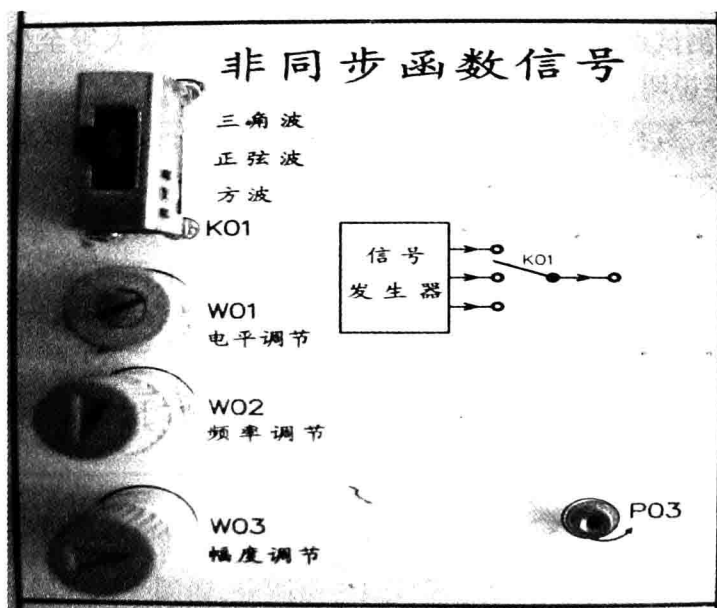 非同步函数信号
三角波
正弦波
方波
K01
信号
发生器
K01
W01
电平调节
W02
频率调节
W03
幅度调节
P03